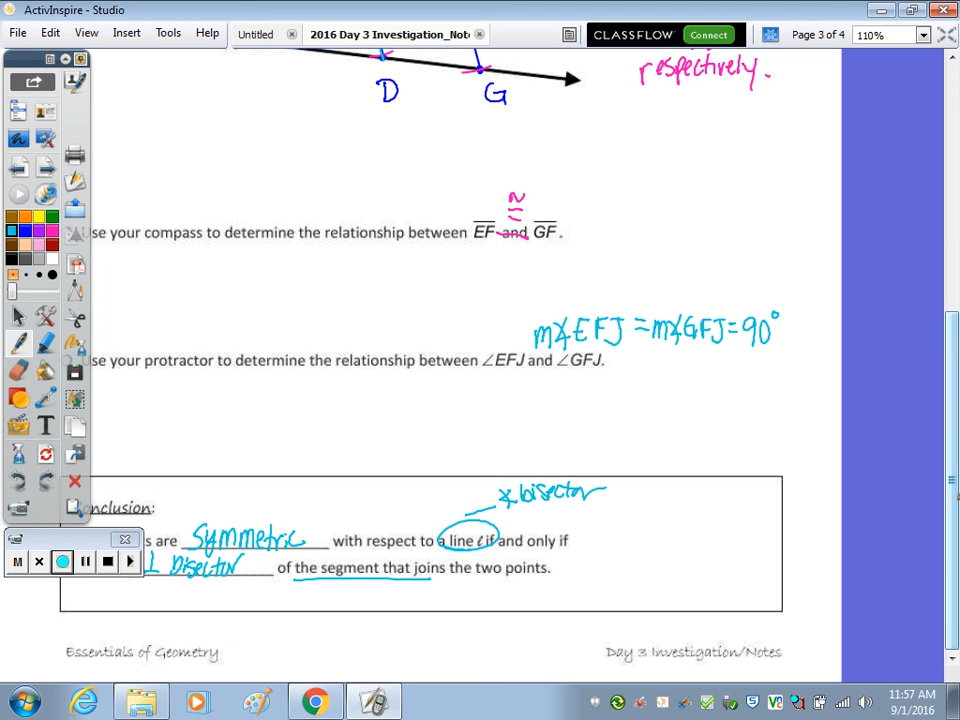 ActivInspire - Studio
File Edit View Insert Tools Help
Untitled
2016 Day 3 Investigation_Note
CLASSFLOW Connect
Page 3 of 4
110%
respectively.
D G
≅
se your compass to determine the relationship between EF and GF.
m∡EFJ = m∡GFJ = 90°
se your protractor to determine the relationship between ∠EFJ and ∠GFJ.
onclusion:
∡ bisector
s are symmetric with respect to a line ℓ if and only if
⊥ Bisector of the segment that joins the two points.
M
Essentials of Geometry
Day 3 Investigation/Notes
11:57 AM
9/1/2016